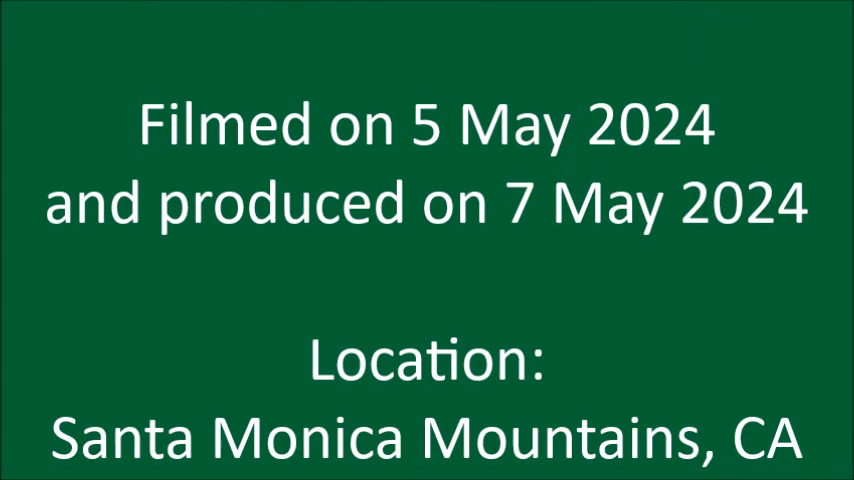 Filmed on 5 May 2024
and produced on 7 May 2024
Location:
Santa Monica Mountains, CA